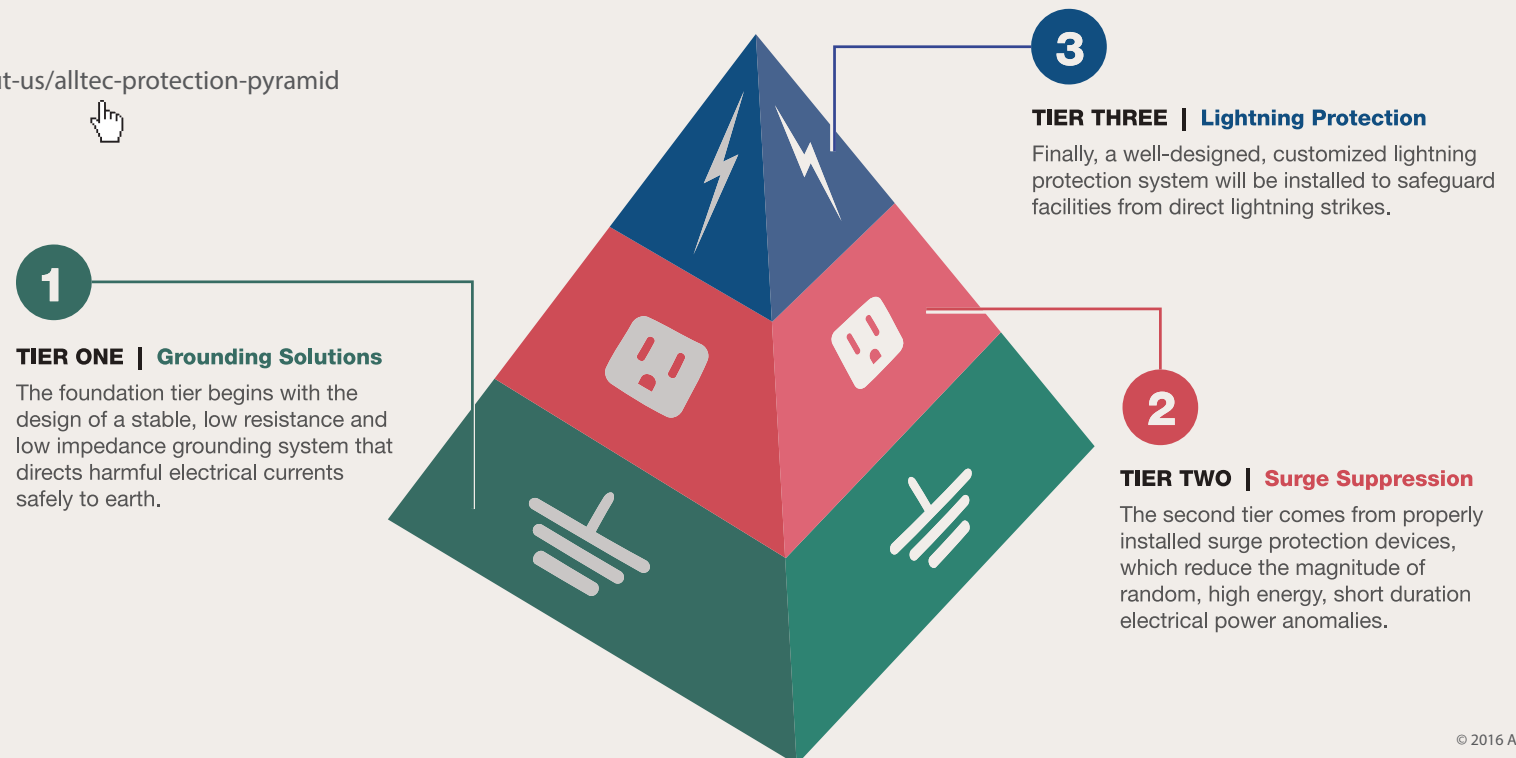 ut-us/alltec-protection-pyramid
3
TIER THREE | Lightning Protection
Finally, a well-designed, customized lightning
protection system will be installed to safeguard
facilities from direct lightning strikes.
1
TIER ONE | Grounding Solutions
The foundation tier begins with the
design of a stable, low resistance and
low impedance grounding system that
directs harmful electrical currents
safely to earth.
2
TIER TWO | Surge Suppression
The second tier comes from properly
installed surge protection devices,
which reduce the magnitude of
random, high energy, short duration
electrical power anomalies.
© 2016 A